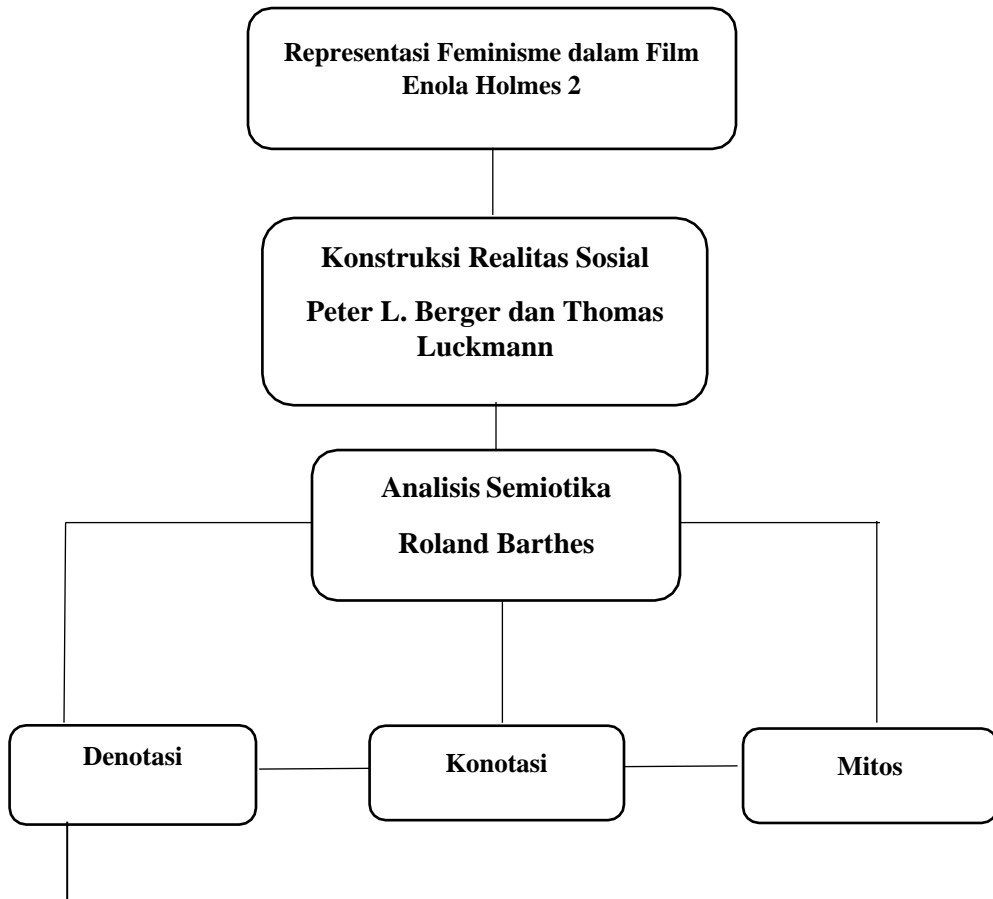 Representasi Feminisme dalam Film
Enola Holmes 2
Konstruksi Realitas Sosial
Peter L. Berger dan Thomas
Luckmann
Analisis Semiotika
Roland Barthes
Denotasi
Konotasi
Mitos